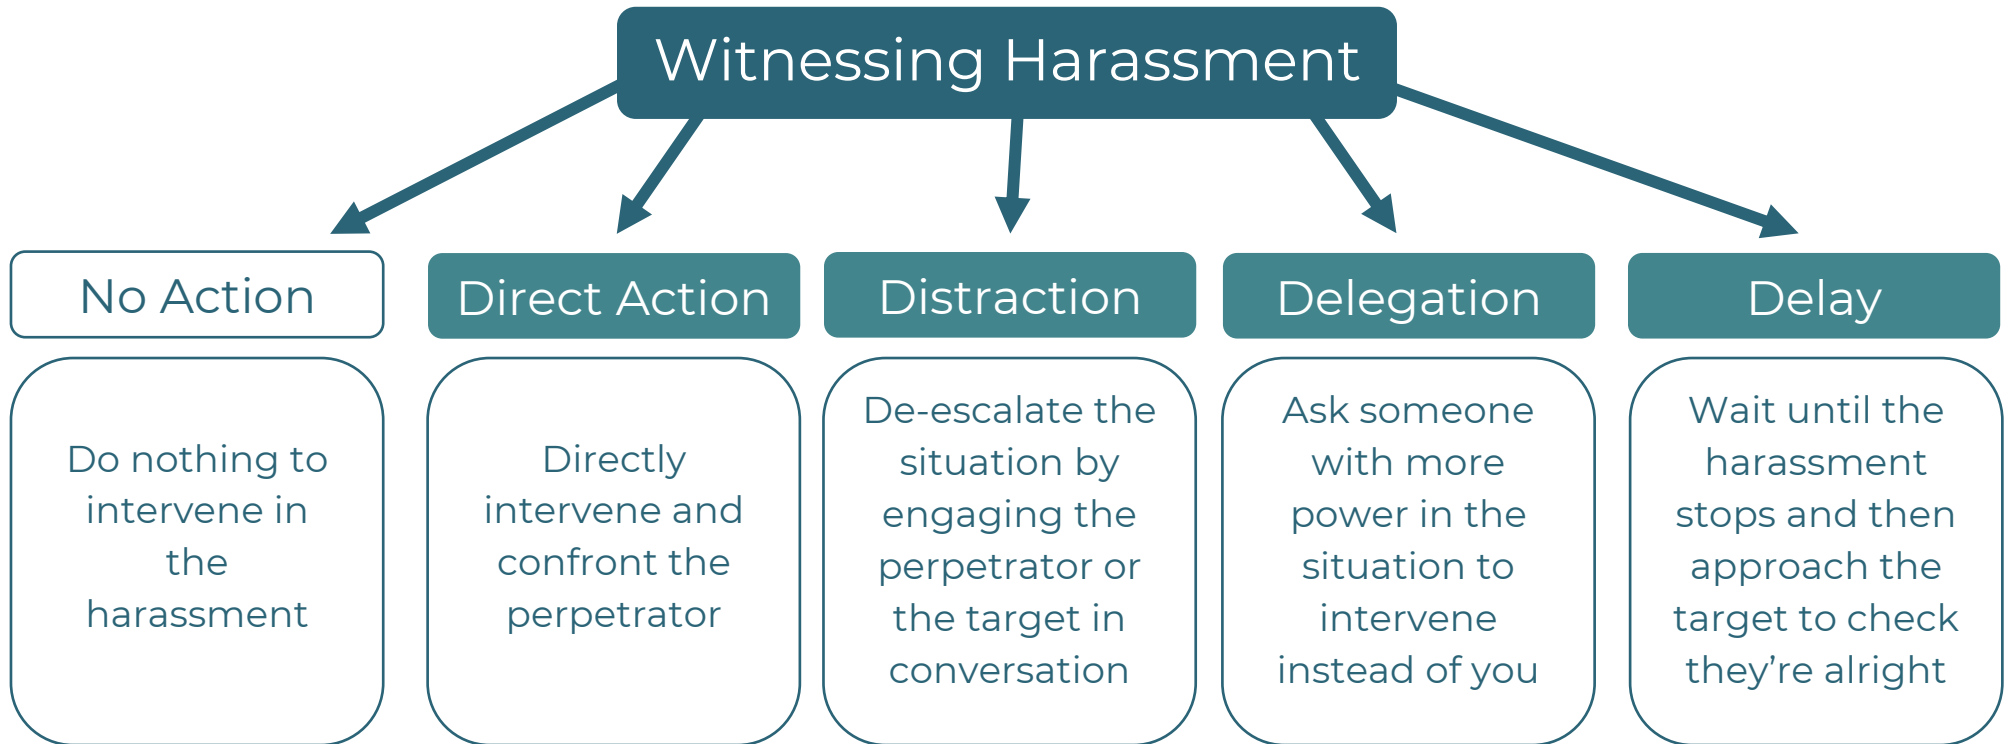 Witnessing Harassment
No Action
Do nothing to
intervene in
the
harassment
Direct Action
Directly
intervene and
confront the
perpetrator
Distraction
De-escalate the
situation by
engaging the
perpetrator or
the target in
conversation
Delegation
Ask someone
with more
power in the
situation to
intervene
instead of you
Delay
Wait until the
harassment
stops and then
approach the
target to check
they’re alright